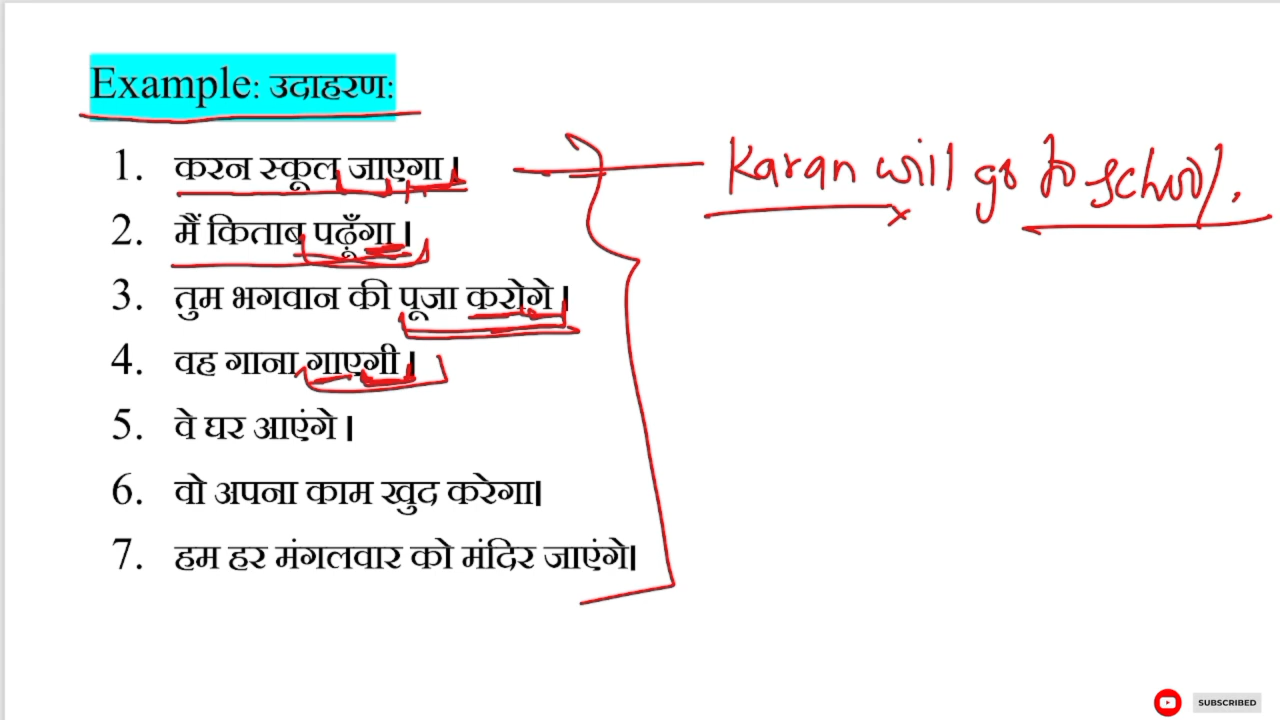 Example: उदाहरण:
1. करन स्कूल जाएगा।
Karan will go to school.
2. मैं किताब पढ़ूँगा।
3. तुम भगवान की पूजा करोगे।
4. वह गाना गाएगी।
5. वे घर आएंगे।
6. वो अपना काम खुद करेगा।
7. हम हर मंगलवार को मंदिर जाएंगे।
SUBSCRIBED